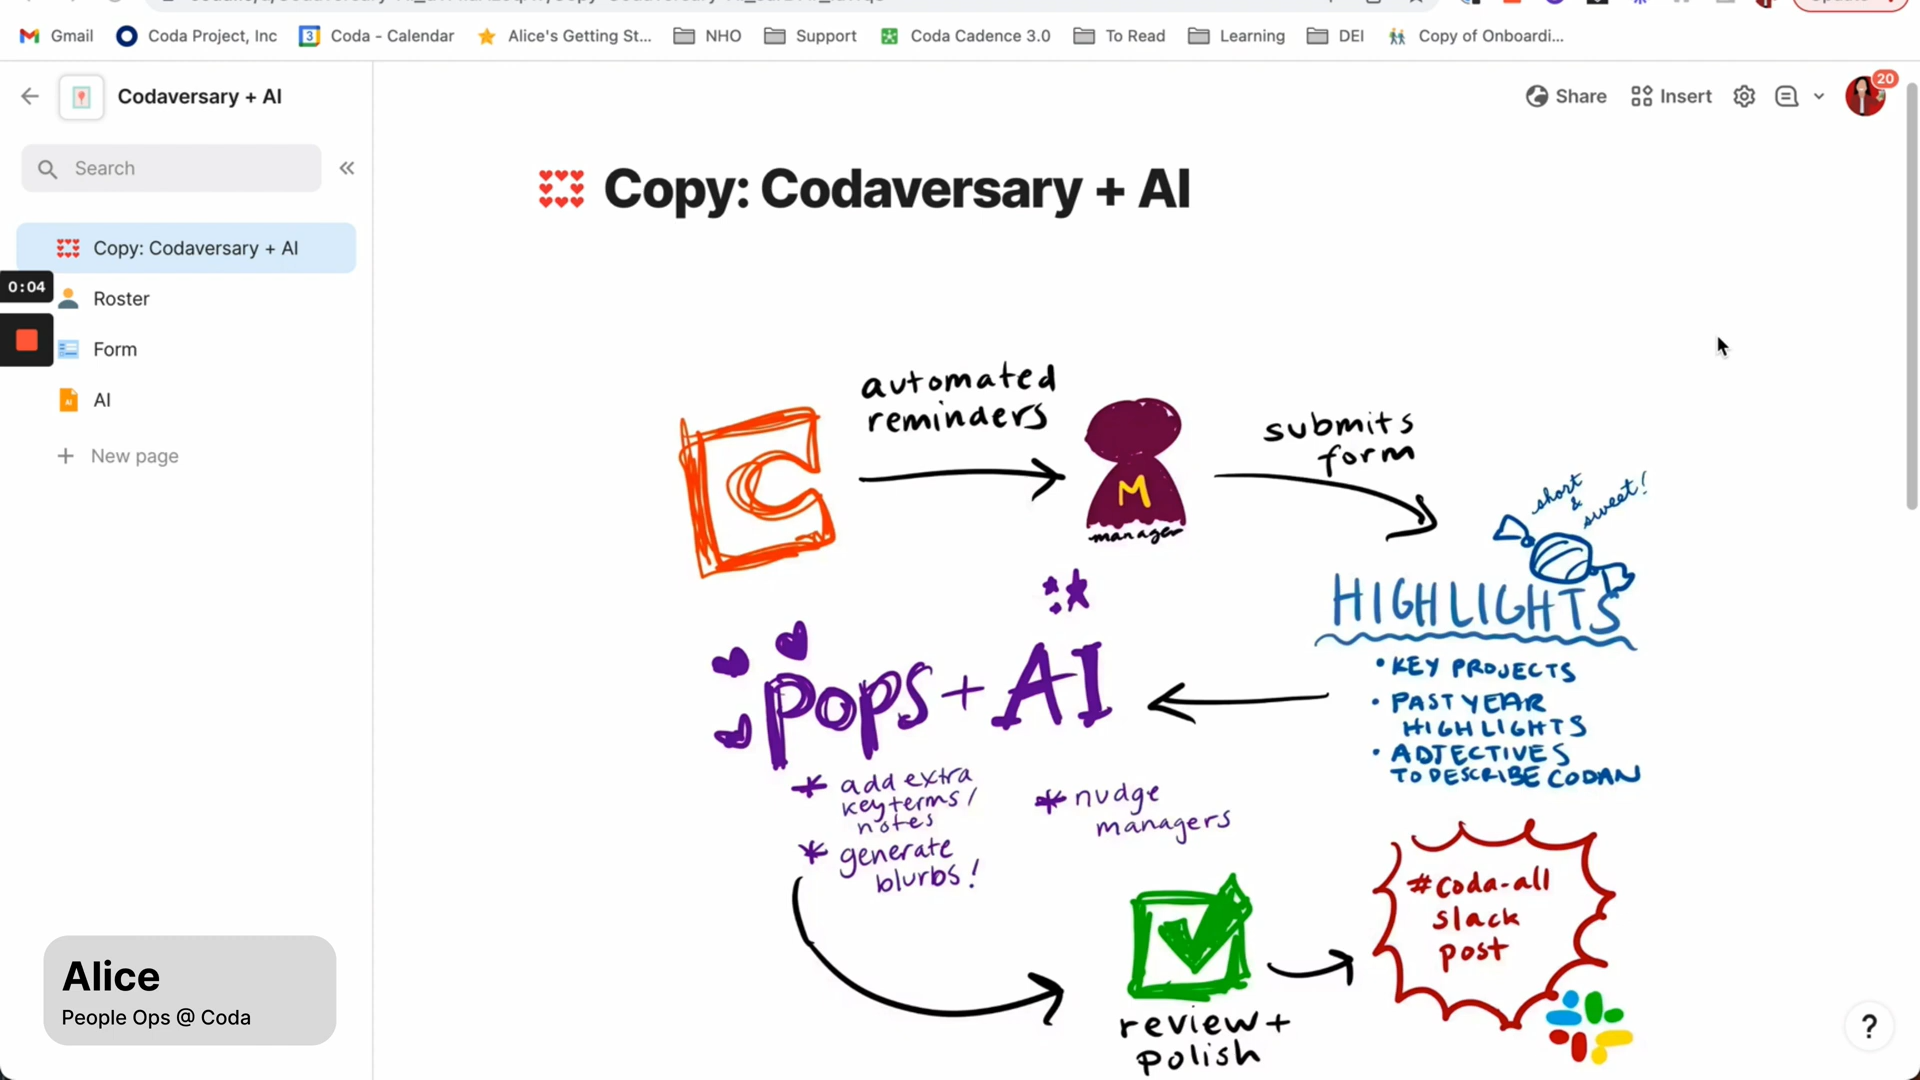 Gmail
Coda Project, Inc
Coda - Calendar
Alice's Getting St...
NHO
Support
Coda Cadence 3.0
To Read
Learning
DEI
Copy of Onboardi...
Codaversary + AI
Share
Insert
20
Search
Copy: Codaversary + AI
Roster
Form
AI
New page
0:04
Copy: Codaversary + AI
automated
reminders
C
M
manager
submits
form
short
&
sweet!
HIGHLIGHTS
• KEY PROJECTS
• PAST YEAR
HIGHLIGHTS
• ADJECTIVES
TO DESCRIBE CODAN
pops + AI
* add extra
key terms /
notes
* generate
blurbs!
* nudge
managers
review +
polish
#coda-all
slack
post
Alice
People Ops @ Coda
?